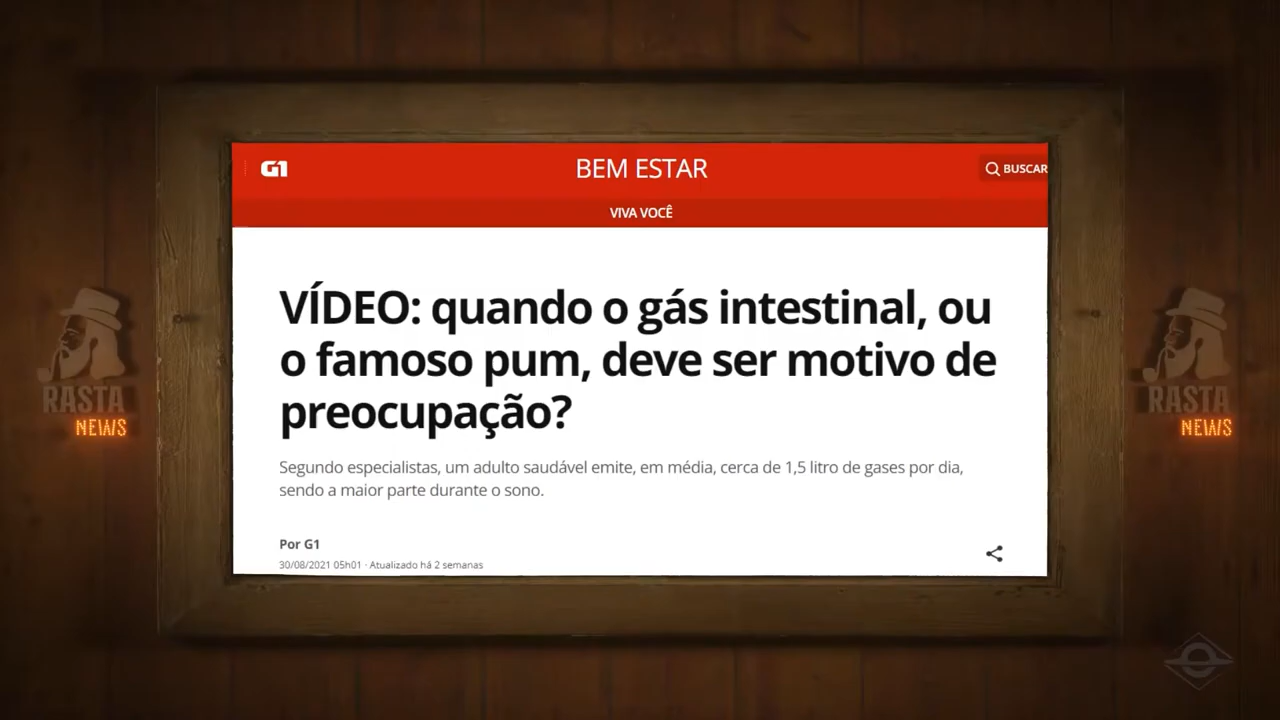 G1
BEM ESTAR
BUSCAR
VIVA VOCÊ
VÍDEO: quando o gás intestinal, ou
o famoso pum, deve ser motivo de
preocupação?
Segundo especialistas, um adulto saudável emite, em média, cerca de 1,5 litro de gases por dia,
sendo a maior parte durante o sono.
Por G1
30/08/2021 05h01 · Atualizado há 2 semanas
RASTA
NEWS
RASTA
NEWS